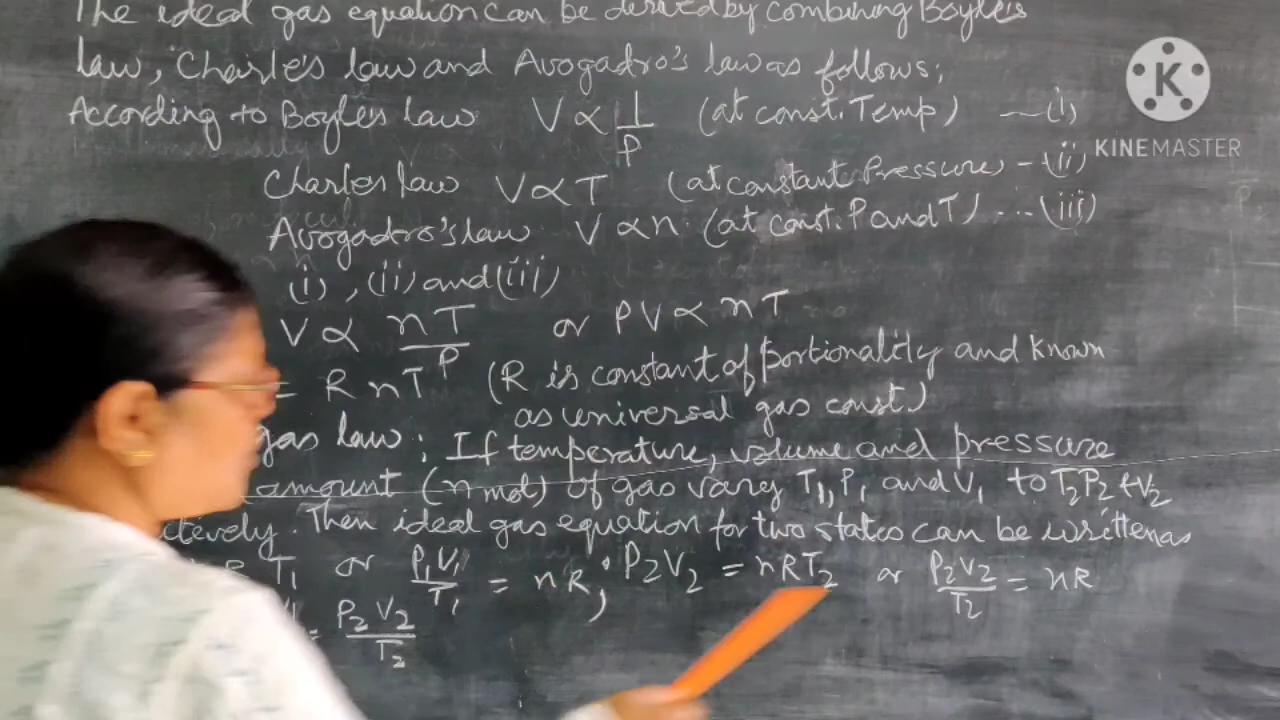 The ideal gas equation can be derived by combining Boyle's
law, Charle's law and Avogadro's law as follows;
According to Boyle's law V ∝ 1/P (at const. Temp) — (i)
Charles law V ∝ T (at constant Pressure - (ii)
Avogadro's law V ∝ n (at const. P and T) ... (iii)
(i), (ii) and (iii)
V ∝ nT/P or PV ∝ nT
= RnT (R is constant of portionality and known
as universal gas const.)
gas law: If temperature, volume and pressure
amount (n mol) of gas vary T₁, P₁ and V₁ to T₂ P₂ & V₂
ctevely. Then ideal gas equation for two states can be written as
T₁ or P₁V₁/T₁ = nR, P₂V₂ = nRT₂ or P₂V₂/T₂ = nR
= P₂V₂/T₂
K
KINEMASTER